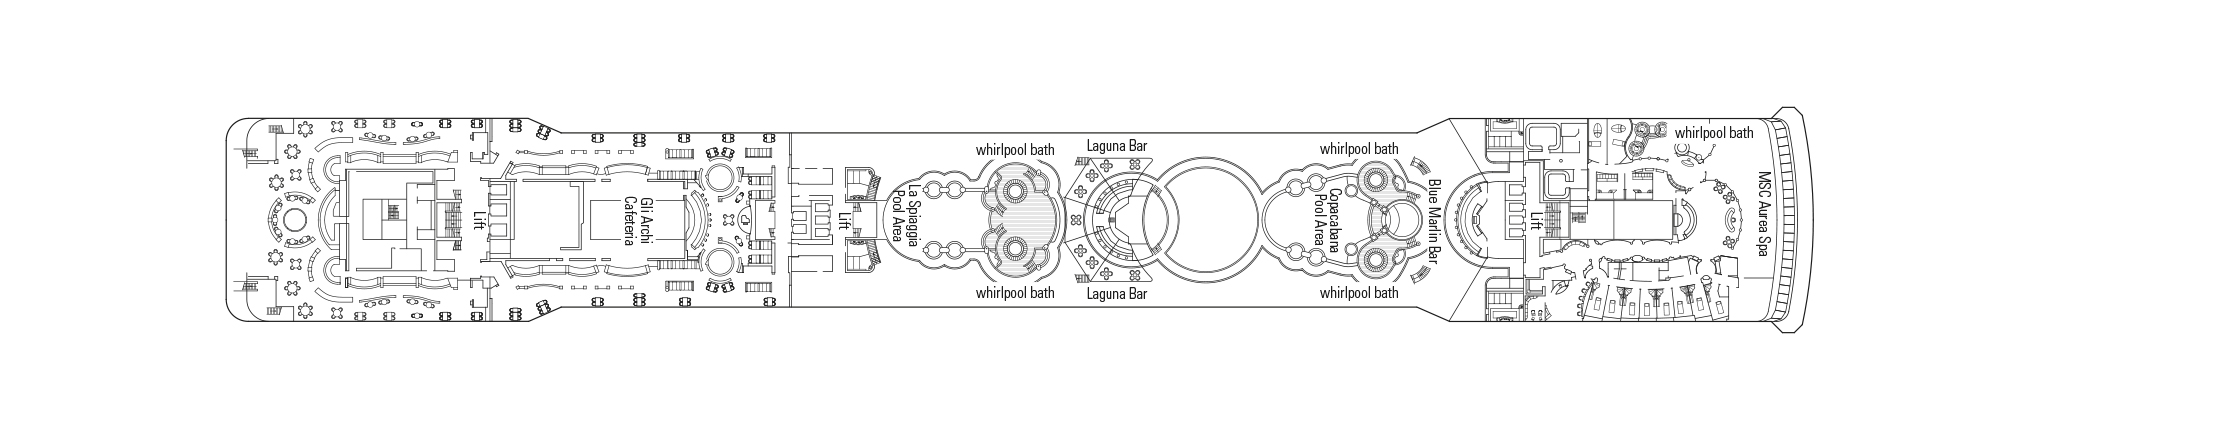 Lift
Gli Archi
Cafeteria
Lift
La Spiaggia
Pool Area
whirlpool bath
whirlpool bath
Laguna Bar
Laguna Bar
whirlpool bath
whirlpool bath
Copacabana
Pool Area
Blue Marlin Bar
Lift
whirlpool bath
MSC Aurea Spa